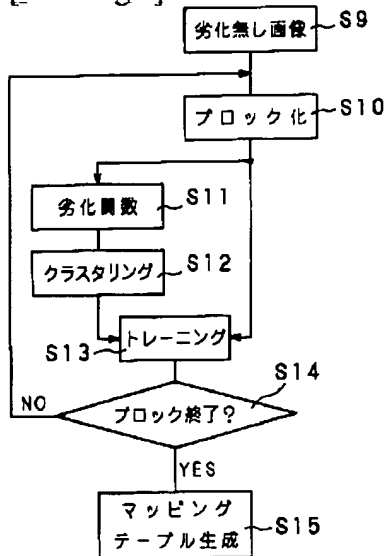 劣化無し画像
S9
ブロック化
S10
劣化関数
S11
クラスタリング
S12
トレーニング
S13
ブロック終了?
S14
NO
YES
マッピング
テーブル生成
S15